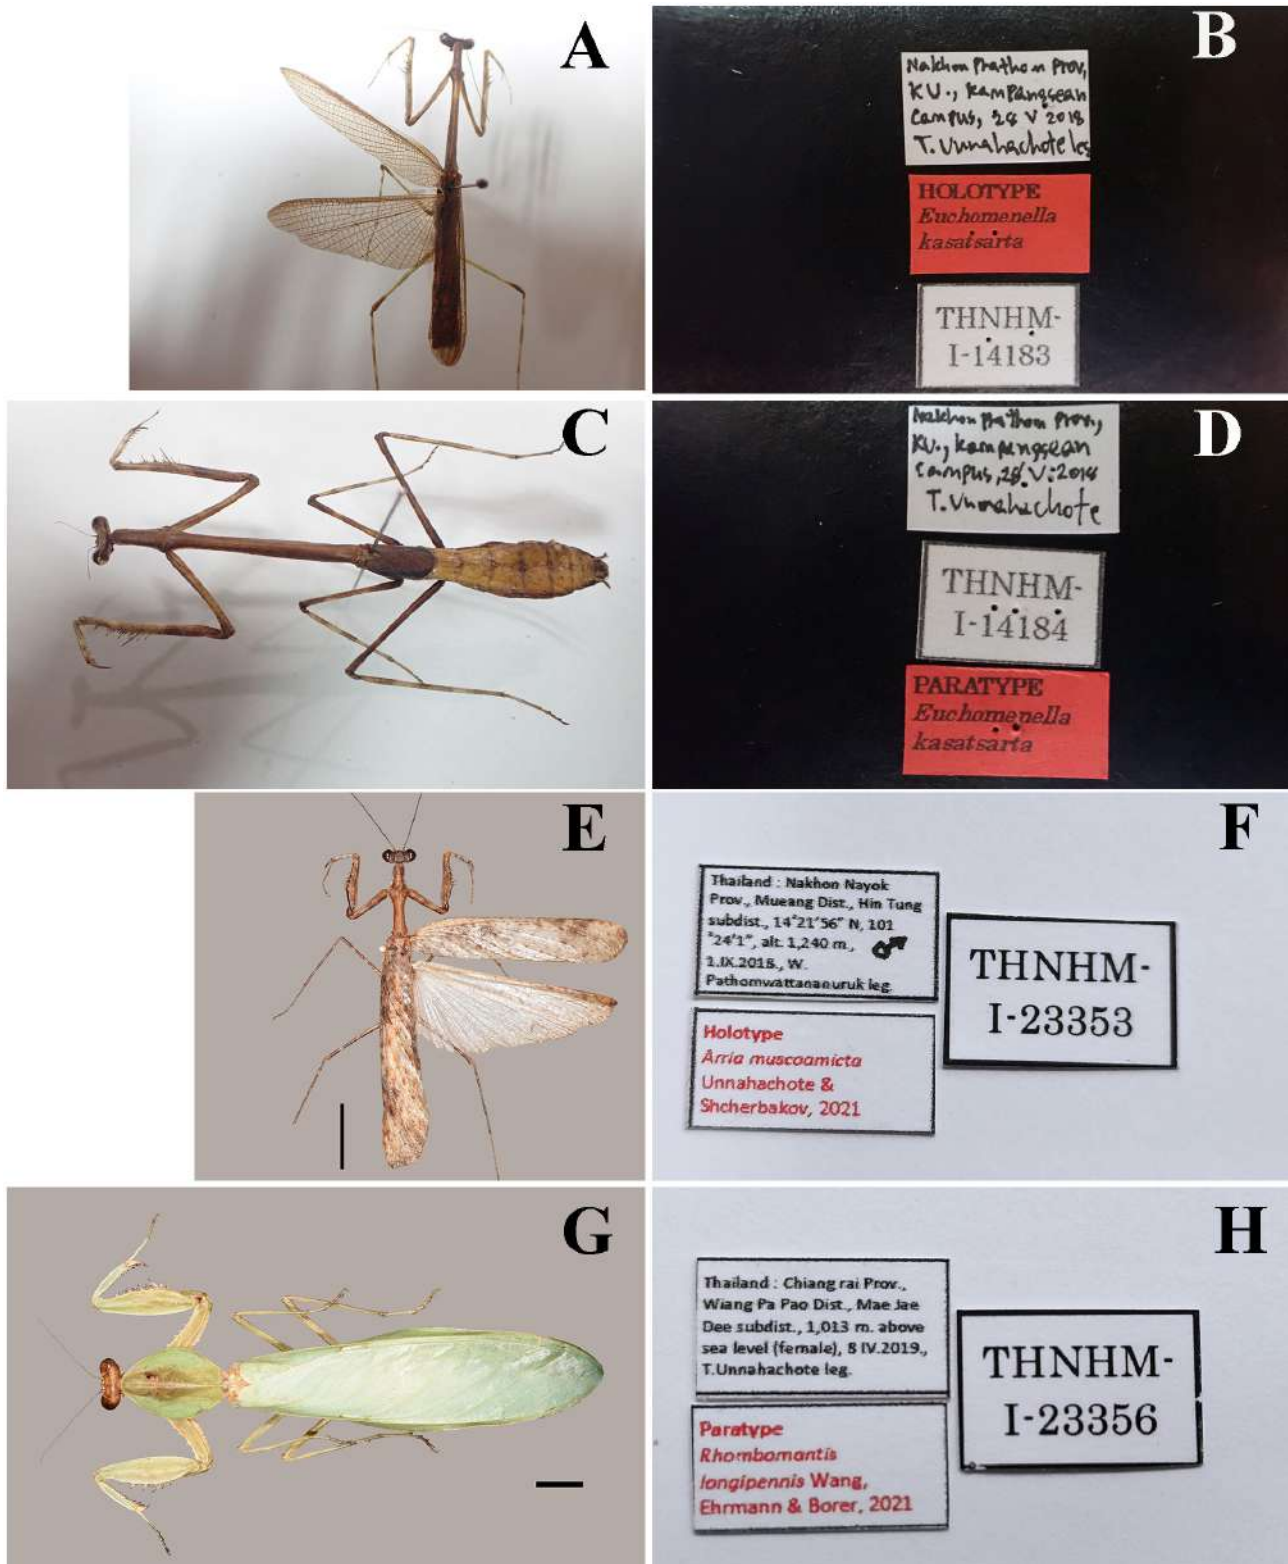 A
B
Nakhon Prathom Prov,
KU., Kampangsean
Campus, 28 V 2018
T. Unnahachote leg
HOLOTYPE
Euchomenella
kasatsarta
THNHM-
I-14183
C
D
Nakhon Prathom Prov.,
KU., kampangsean
Campus, 28 V. 2018
T. Unnahachote
THNHM-
I-14184
PARATYPE
Euchomenella
kasatsarta
E
F
Thailand : Nakhon Nayok
Prov., Mueang Dist., Hin Tung
subdist., 14°21'56" N, 101
°24'1", alt. 1,240 m., ♂
1.IX.2018., W.
Pathomwattananuruk leg.
Holotype
Arria muscoamicta
Unnahachote &
Shcherbakov, 2021
THNHM-
I-23353
G
H
Thailand : Chiang rai Prov.,
Wiang Pa Pao Dist., Mae Jae
Dee subdist., 1,013 m. above
sea level (female), 8 IV.2019.,
T.Unnahachote leg.
Paratype
Rhombomantis
longipennis Wang,
Ehrmann & Borer, 2021
THNHM-
I-23356